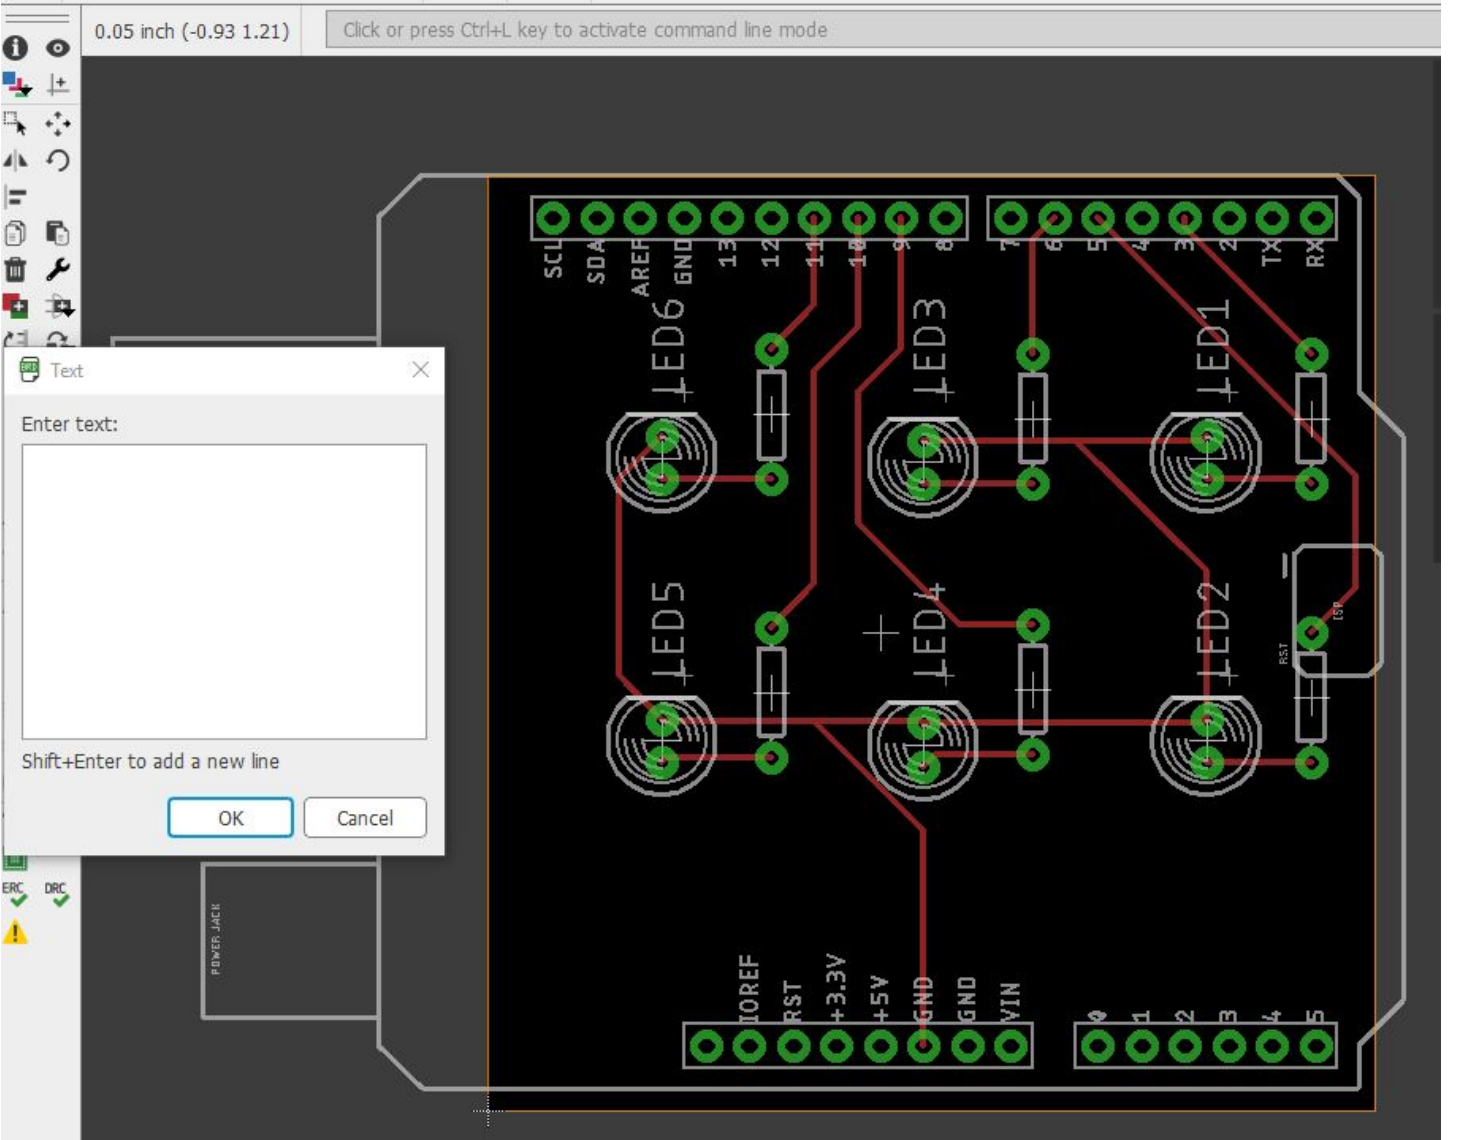 0.05 inch (-0.93 1.21)
Click or press Ctrl+L key to activate command line mode
SCL
SDA
AREF
GND
13
12
11
10
9
8
7
6
5
4
3
2
TX
RX
LED6
LED3
LED1
Text
Enter text:
Shift+Enter to add a new line
OK
Cancel
LED5
LED4
LED2
ISP
RST
ERC
DRC
POWER JACK
IOREF
RST
+3.3V
+5V
GND
GND
VIN
0
1
2
3
4
5